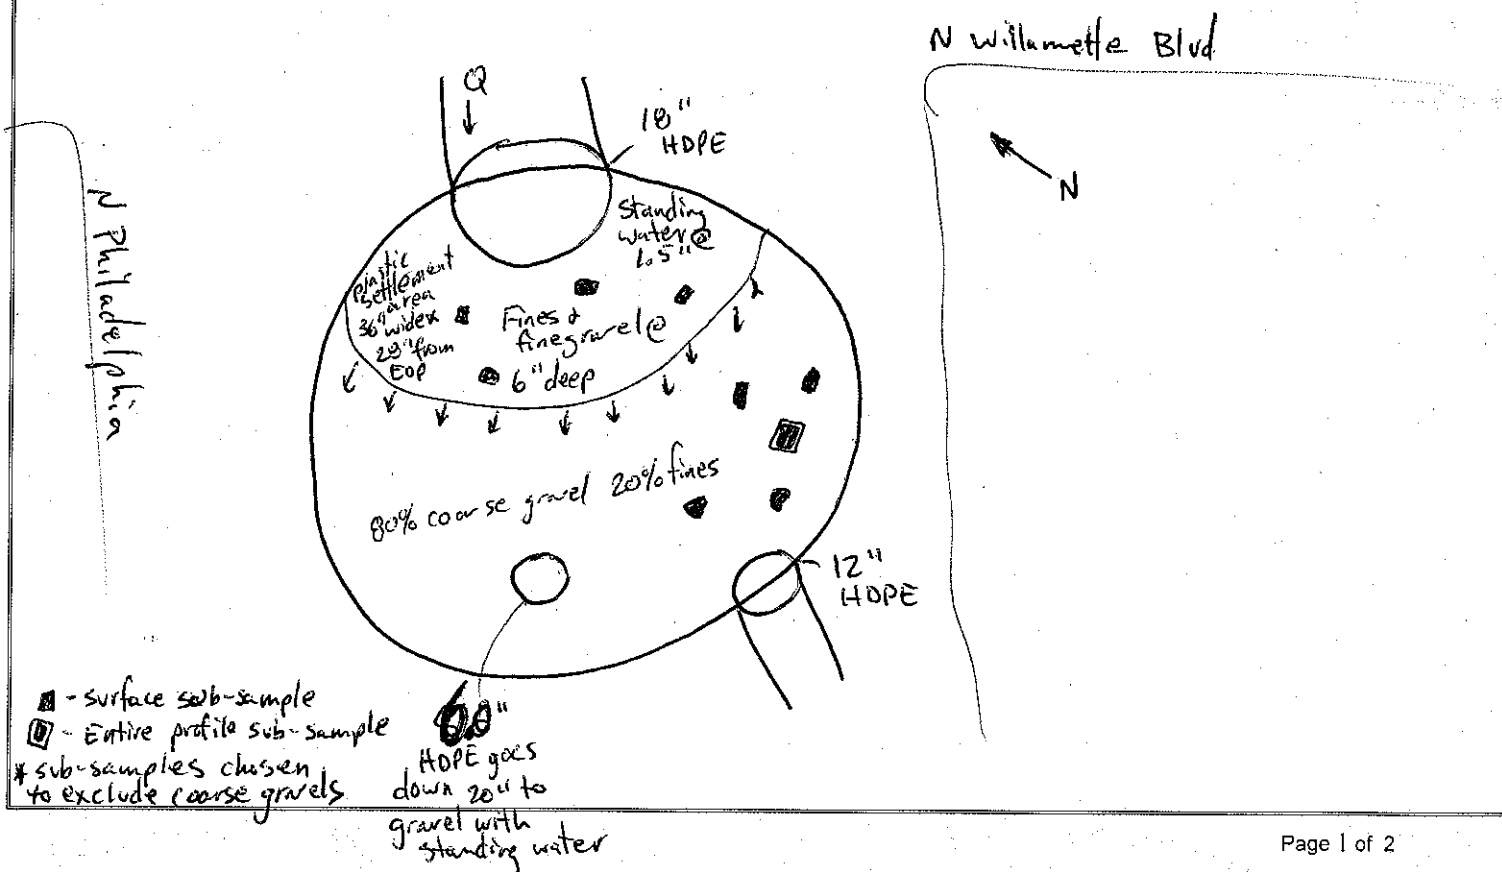 N Willamette Blvd
Q
18"
HDPE
N
N Philadelphia
Standing
water @
1.5"
plastic
settlement
area
36" wide x
28" from
EOP
Fines &
fine gravel @
6" deep
80% coarse gravel 20% fines
12"
HDPE
- surface sub-sample
- Entire profile sub-sample
* sub-samples chosen
to exclude coarse gravels
6.0"
HDPE goes
down 20" to
gravel with
standing water
Page 1 of 2